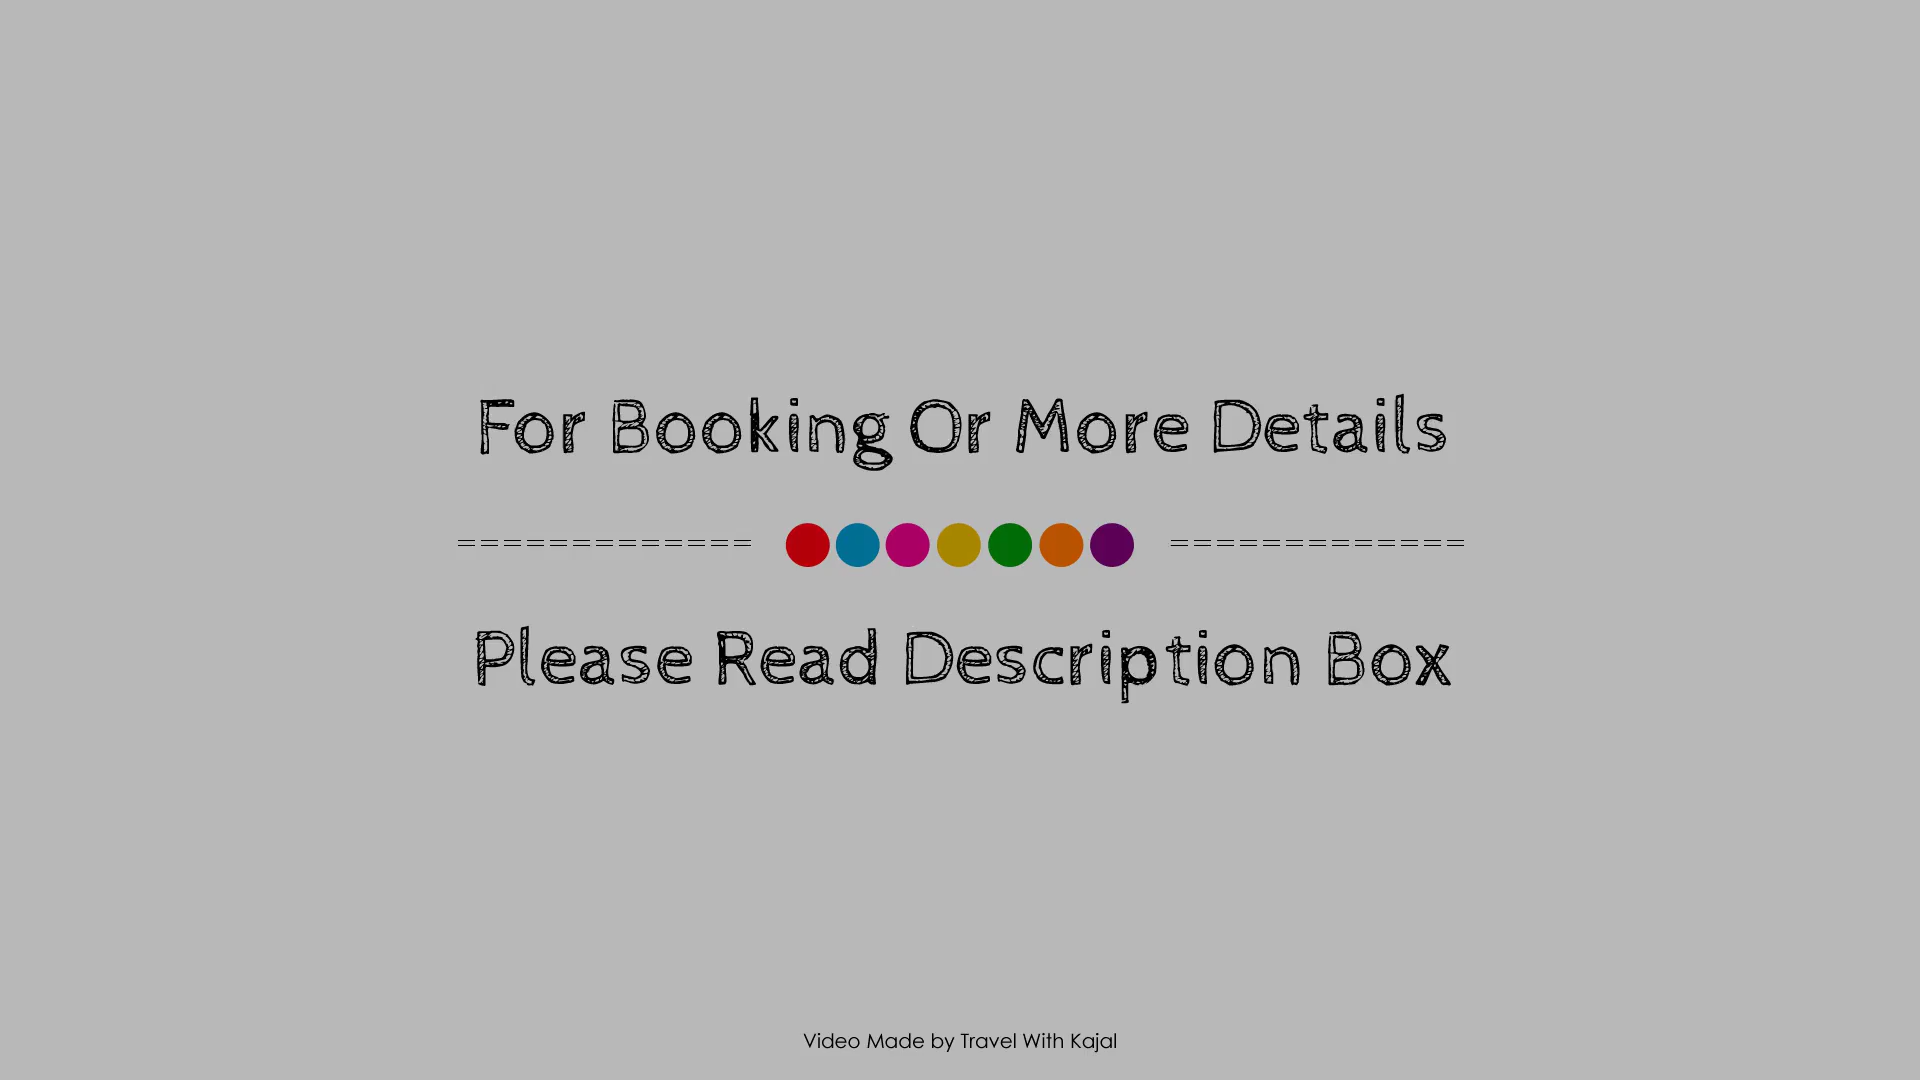 For Booking Or More Details
============= =============
Please Read Description Box
Video Made by Travel With Kajal